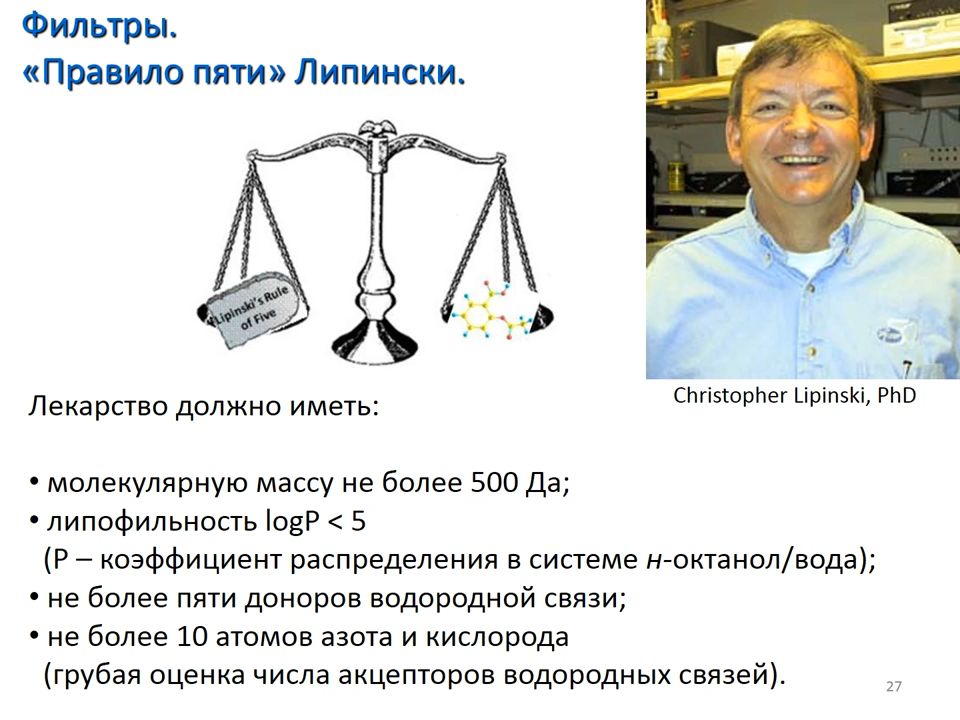 Фильтры.
«Правило пяти» Липински.
Lipinski's Rule
of Five
Christopher Lipinski, PhD
Лекарство должно иметь:
• молекулярную массу не более 500 Да;
• липофильность logP < 5
(P – коэффициент распределения в системе н-октанол/вода);
• не более пяти доноров водородной связи;
• не более 10 атомов азота и кислорода
(грубая оценка числа акцепторов водородных связей).
27